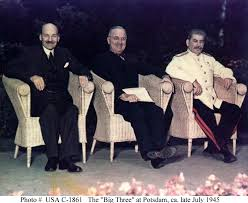 Photo # USA C-1861 The "Big Three" at Potsdam, ca. late July 1945